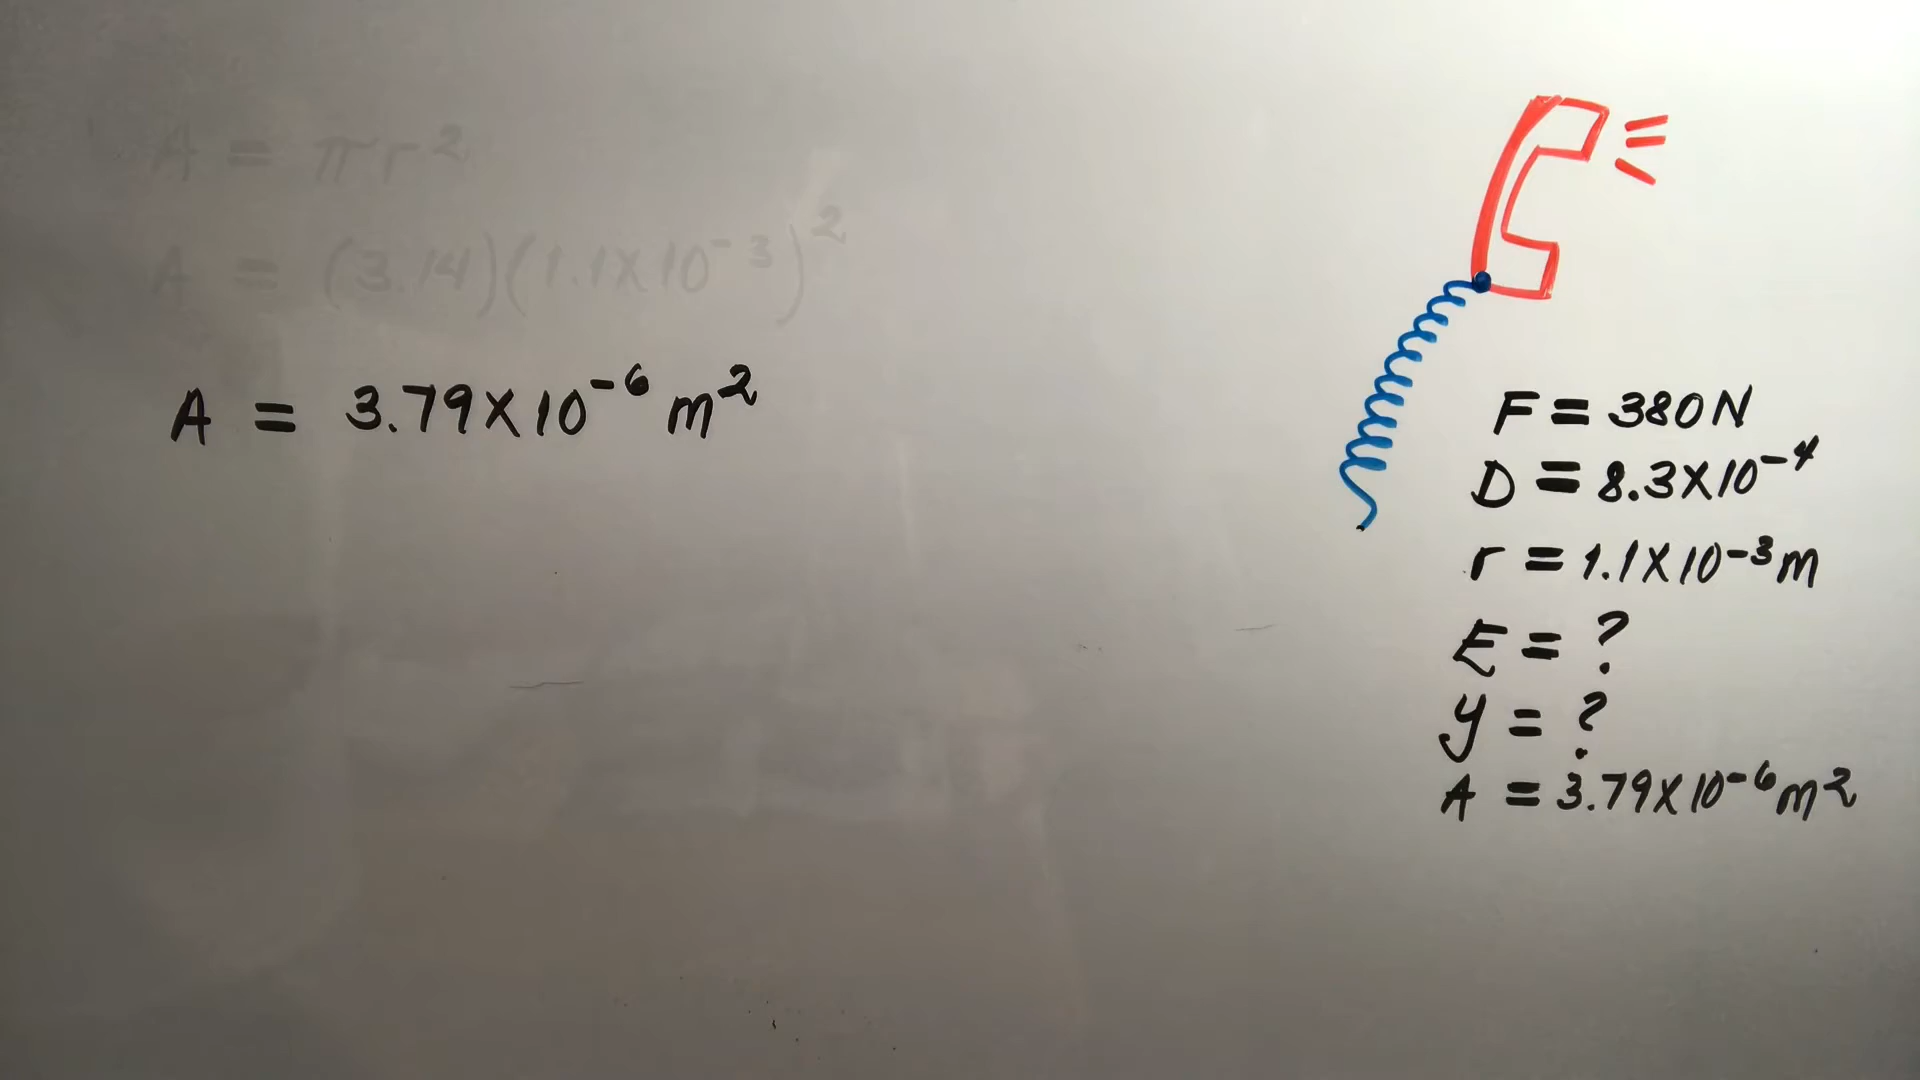 A = πr²
A = (3.14)(1.1X10⁻³)²
A = 3.79X10⁻⁶ m²
F = 380N
D = 8.3X10⁻⁴
r = 1.1X10⁻³m
E = ?
y = ?
A = 3.79X10⁻⁶m²